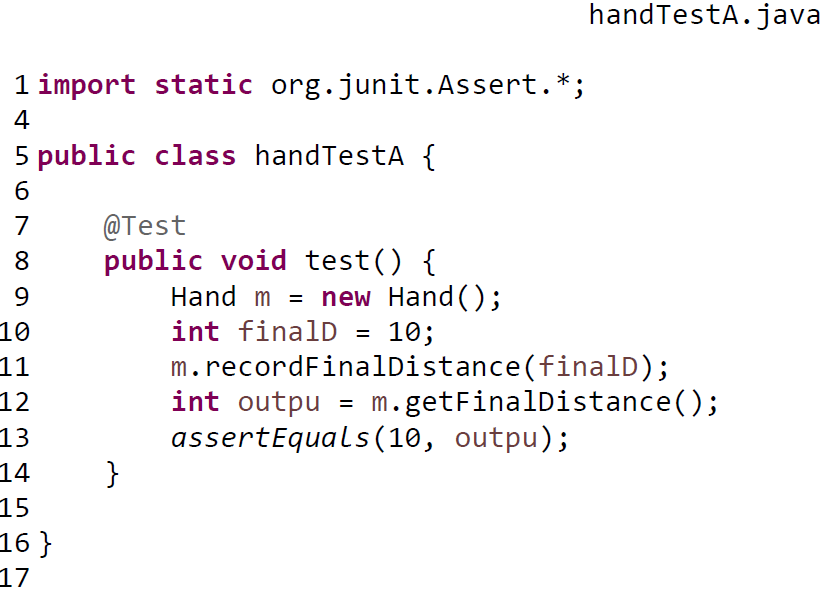 handTestA.java
1 import static org.junit.Assert.*;
4
5 public class handTestA {
6
7     @Test
8     public void test() {
9         Hand m = new Hand();
10         int finalD = 10;
11         m.recordFinalDistance(finalD);
12         int outpu = m.getFinalDistance();
13         assertEquals(10, outpu);
14     }
15
16 }
17